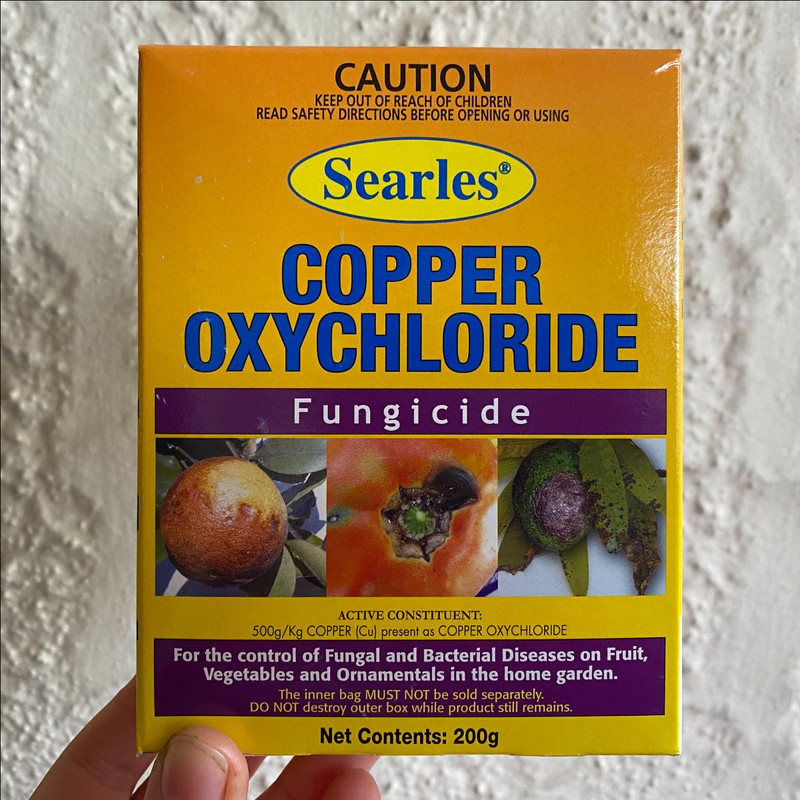 CAUTION
KEEP OUT OF REACH OF CHILDREN
READ SAFETY DIRECTIONS BEFORE OPENING OR USING
Searles®
COPPER
OXYCHLORIDE
Fungicide
ACTIVE CONSTITUENT:
500g/Kg COPPER (Cu) present as COPPER OXYCHLORIDE
For the control of Fungal and Bacterial Diseases on Fruit,
Vegetables and Ornamentals in the home garden.
The inner bag MUST NOT be sold separately.
DO NOT destroy outer box while product still remains.
Net Contents: 200g